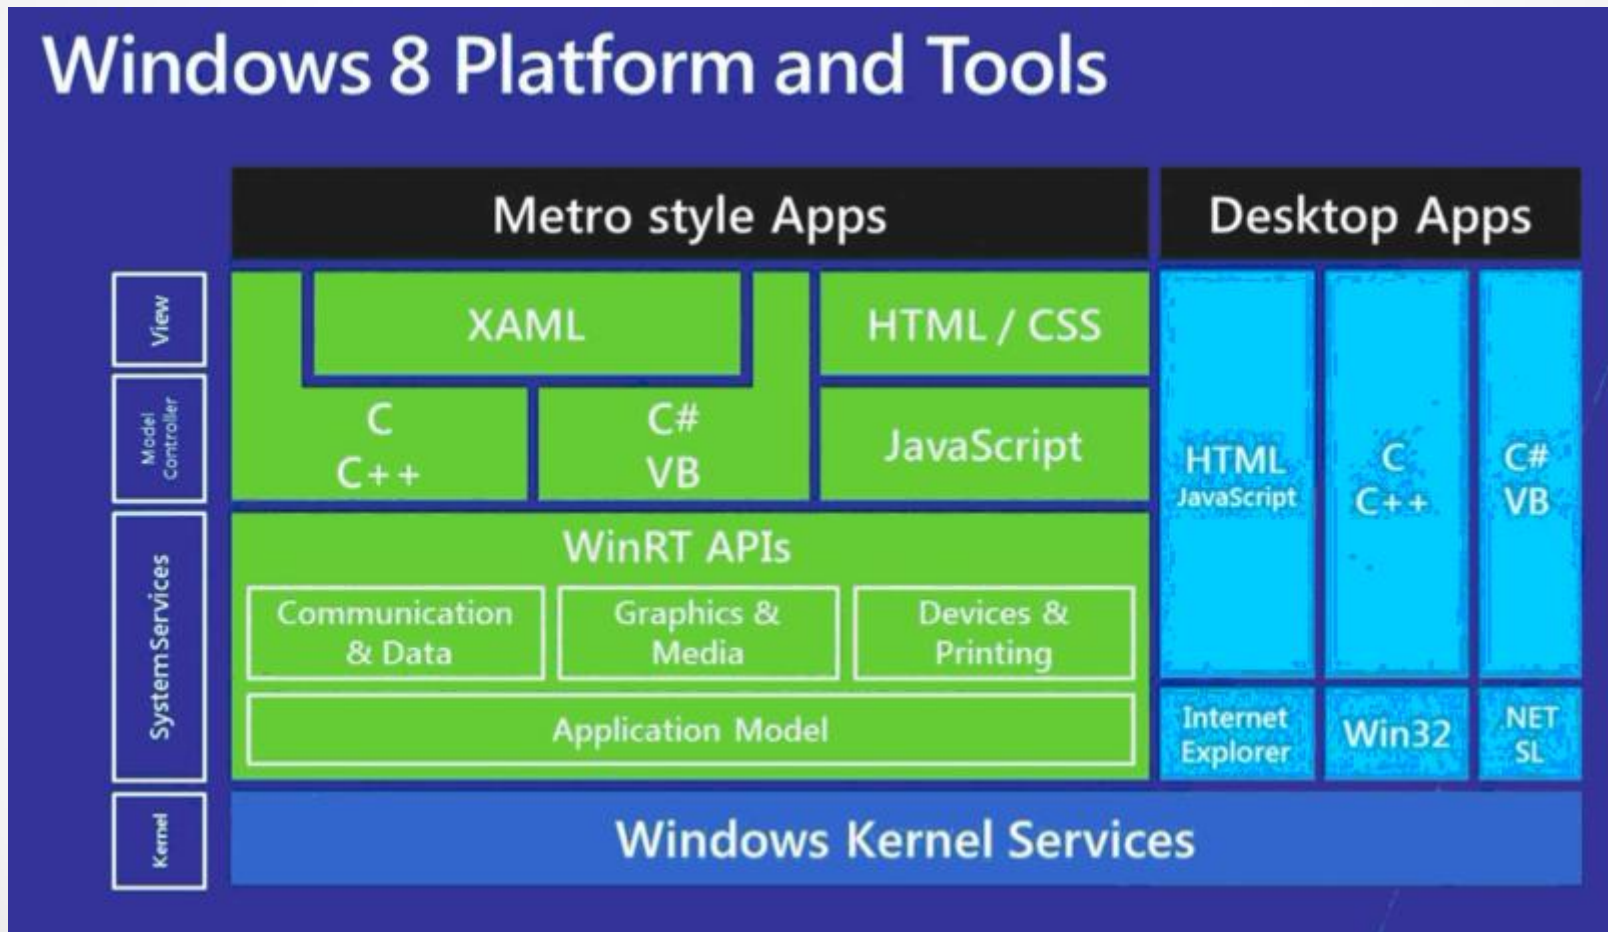 Windows 8 Platform and Tools
Metro style Apps
Desktop Apps
View
XAML
HTML / CSS
Model
Controller
C
C++
C#
VB
JavaScript
HTML
JavaScript
C
C++
C#
VB
SystemServices
WinRT APIs
Communication
& Data
Graphics &
Media
Devices &
Printing
Application Model
Internet
Explorer
Win32
.NET
SL
Kernel
Windows Kernel Services